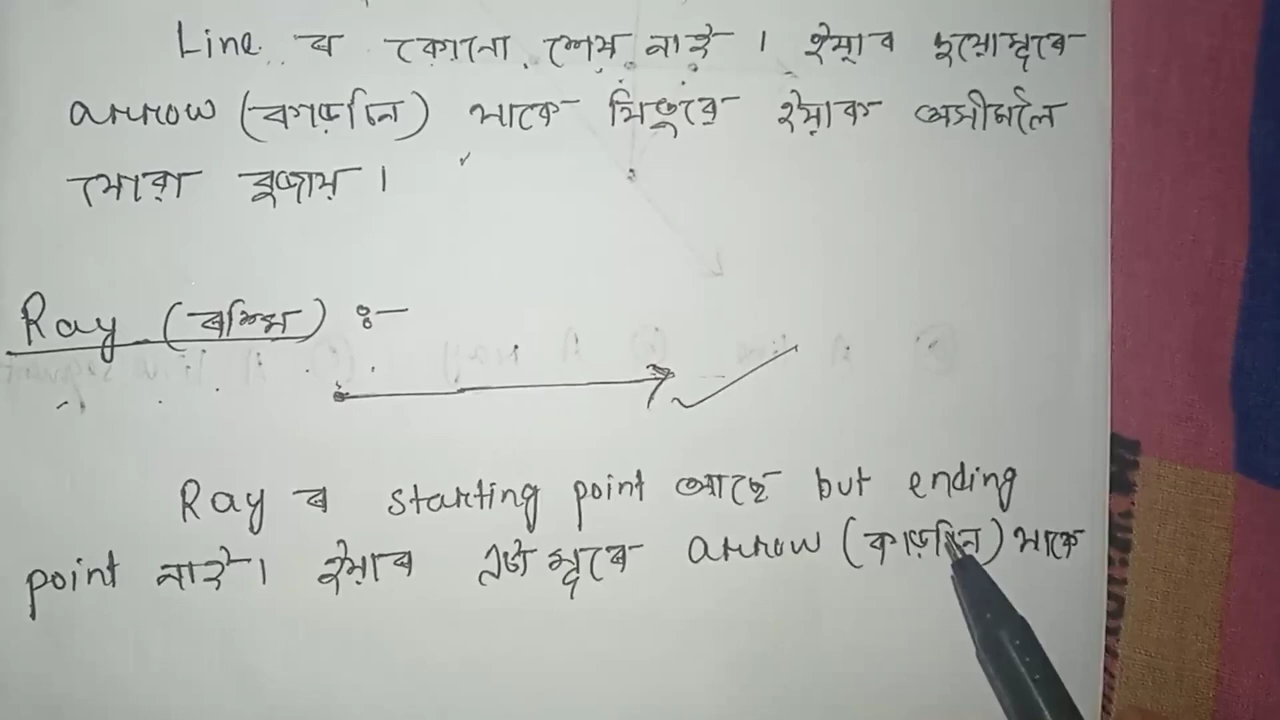 Line ৰ কোনো শেষ নাই। ইয়াৰ দুয়োমূৰে
arrow (কাড়চিন) থাকে যিটুৱে ইয়াক অসীমলৈ
যোৱা বুজায়।
Ray (ৰশ্মি) :-
Ray ৰ starting point আছে but ending
point নাই। ইয়াৰ এটা মূৰে arrow (কাড়চিন) থাকে